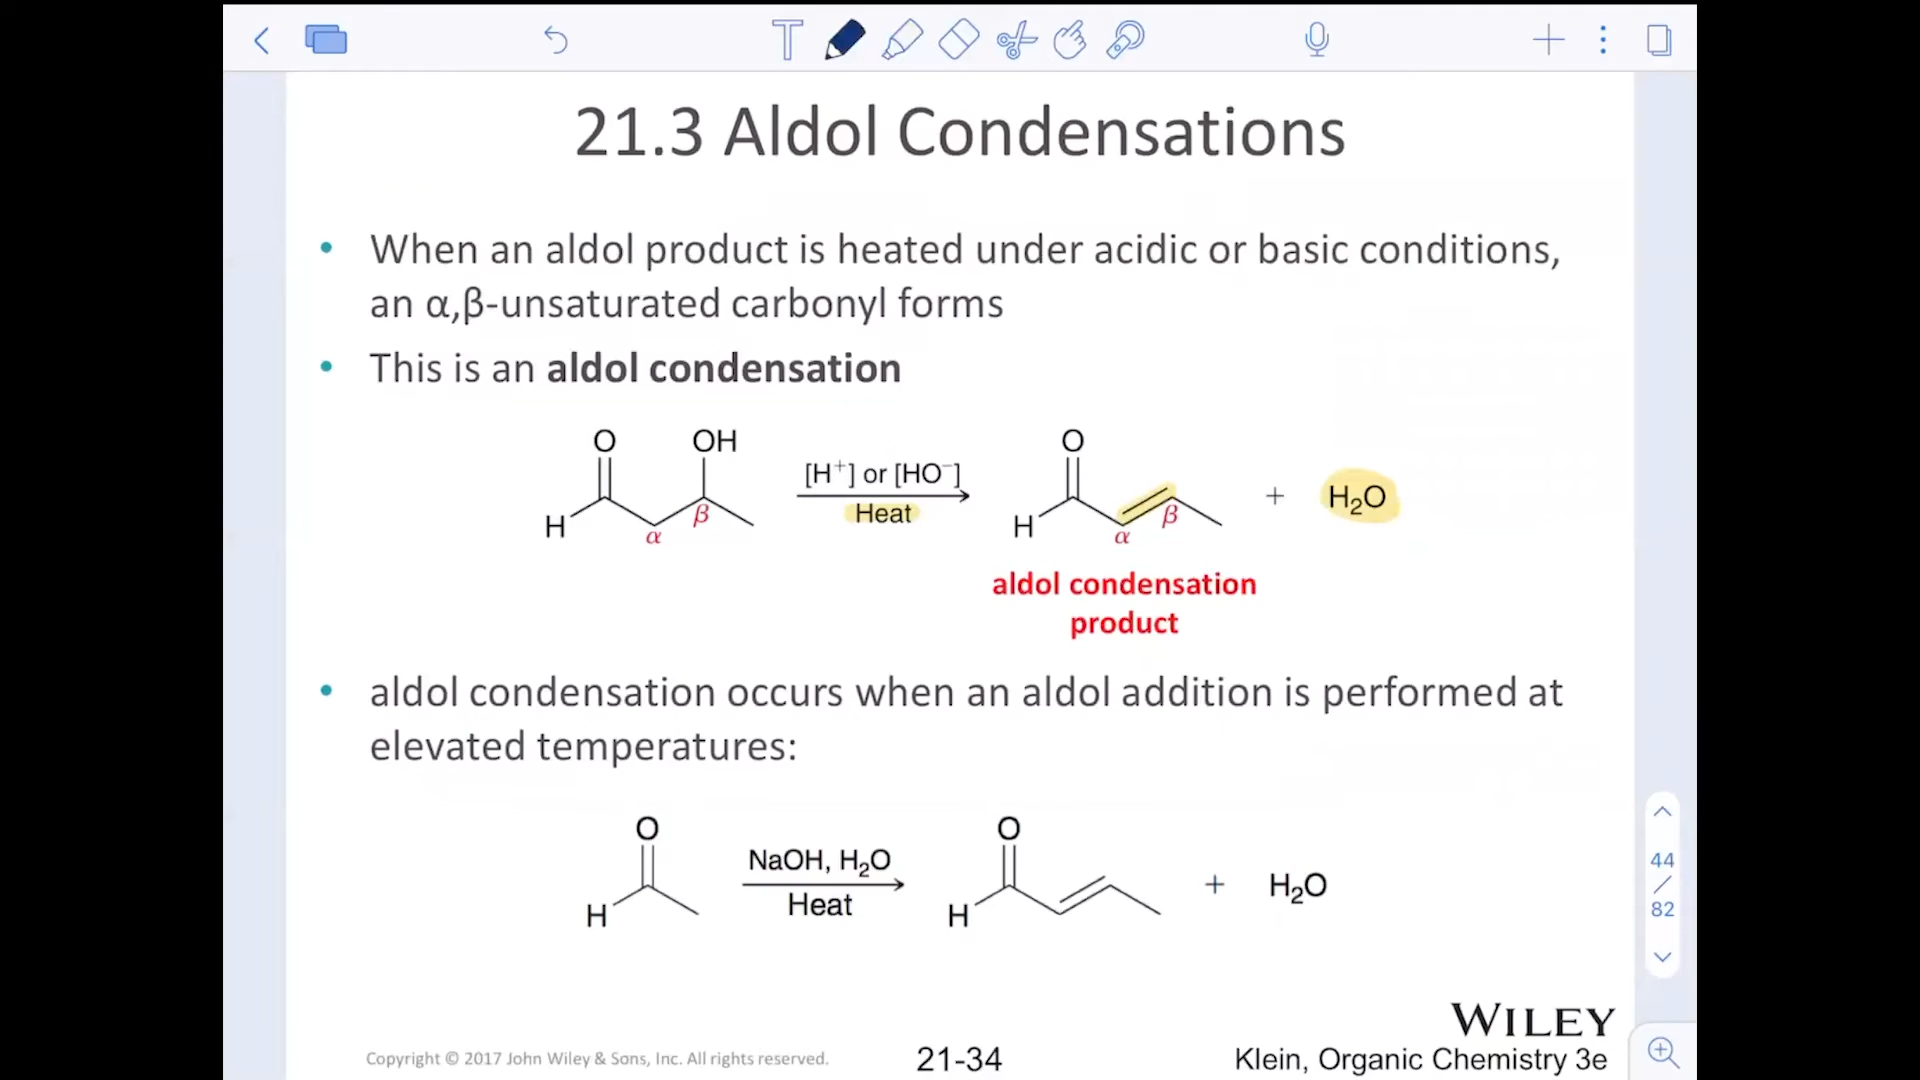 21.3 Aldol Condensations
• When an aldol product is heated under acidic or basic conditions,
an α,β-unsaturated carbonyl forms
• This is an aldol condensation
O OH
[H⁺] or [HO⁻]
Heat
H α β
O
H α β
+ H₂O
aldol condensation
product
• aldol condensation occurs when an aldol addition is performed at
elevated temperatures:
O
H
NaOH, H₂O
Heat
O
H
+ H₂O
44
/
82
WILEY
Copyright © 2017 John Wiley & Sons, Inc. All rights reserved.
21-34
Klein, Organic Chemistry 3e